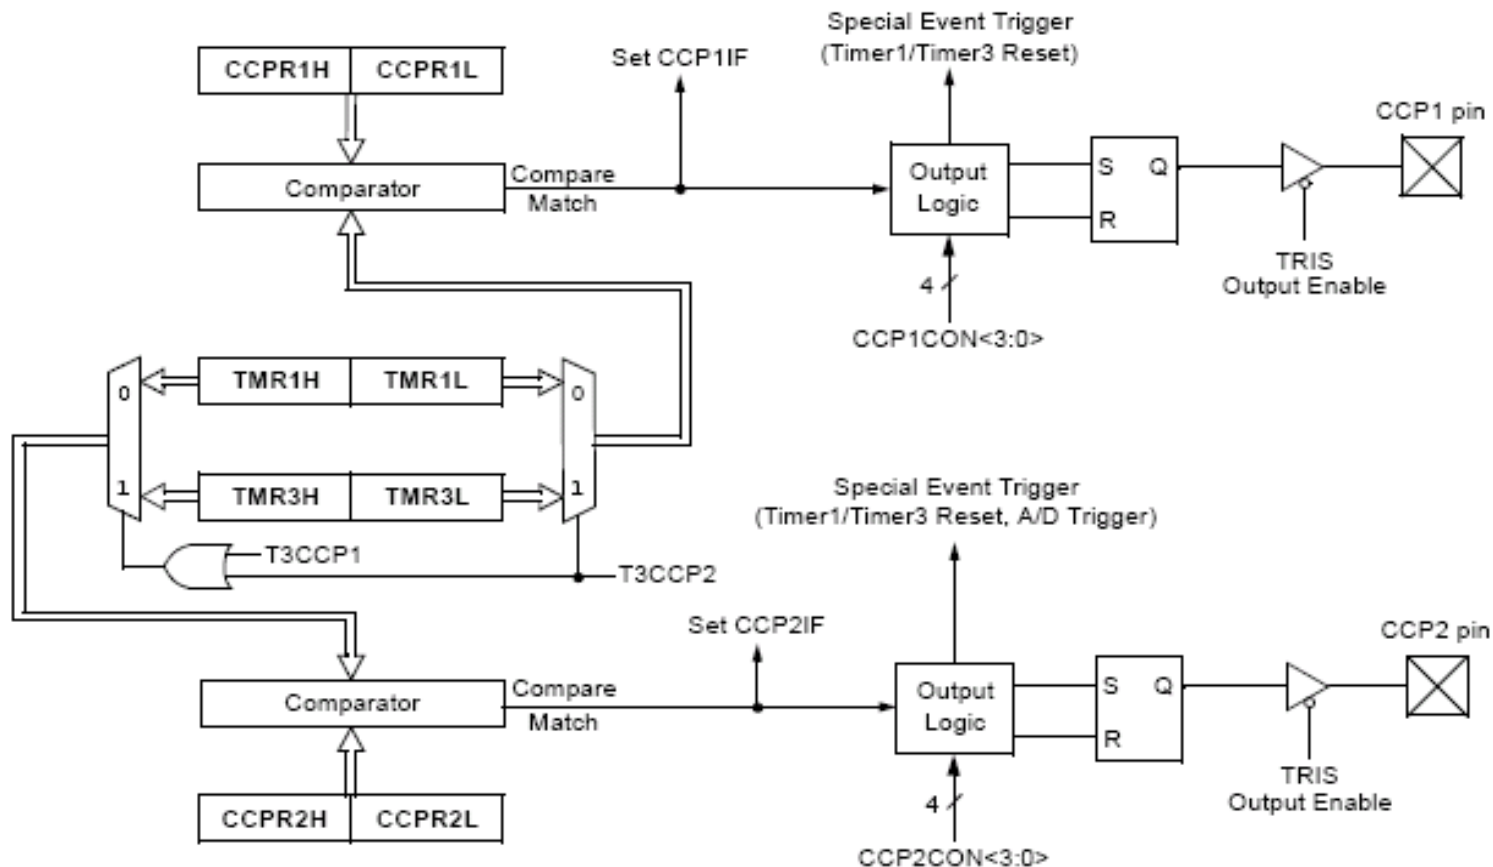 Special Event Trigger
(Timer1/Timer3 Reset)
Set CCP1IF
CCPR1H CCPR1L
CCP1 pin
Comparator
Compare
Match
Output
Logic
S Q
R
TRIS
Output Enable
4
CCP1CON<3:0>
0 TMR1H TMR1L 0
1 TMR3H TMR3L 1
T3CCP1
T3CCP2
Special Event Trigger
(Timer1/Timer3 Reset, A/D Trigger)
Set CCP2IF
CCP2 pin
Comparator
Compare
Match
Output
Logic
S Q
R
TRIS
Output Enable
4
CCPR2H CCPR2L
CCP2CON<3:0>